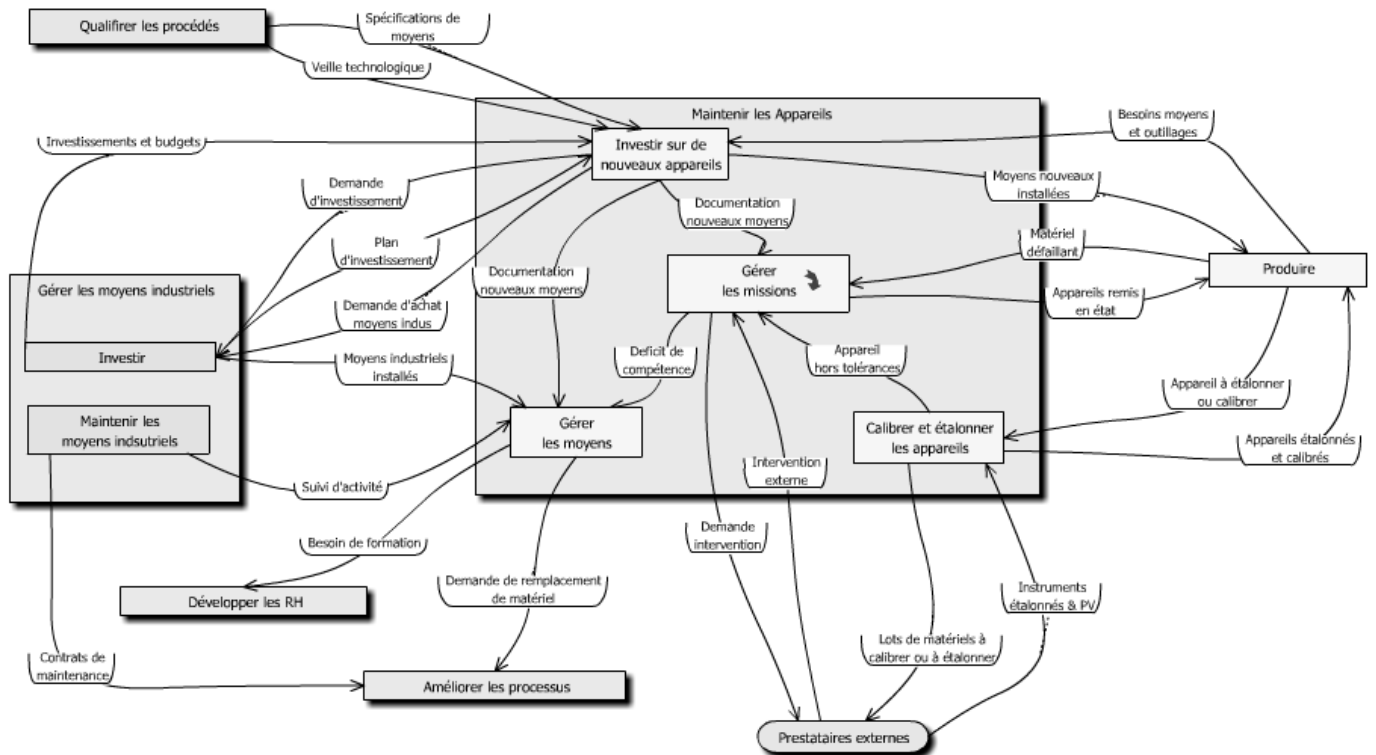 Qualifirer les procédés
Spécifications de
moyens
Veille technologique
Maintenir les Appareils
Besoins moyens
et outillages
Investissements et budgets
Investir sur de
nouveaux appareils
Demande
d'investissement
Documentation
nouveaux moyens
Moyens nouveaux
installées
Plan
d'investissement
Matériel
défaillant
Gérer les moyens industriels
Documentation
nouveaux moyens
Gérer
les missions
Produire
Demande d'achat
moyens indus
Appareils remis
en état
Investir
Moyens industriels
installés
Deficit de
compétence
Appareil
hors tolérances
Appareil à étalonner
ou calibrer
Maintenir les
moyens indsutriels
Gérer
les moyens
Calibrer et étalonner
les appareils
Appareils étalonnés
et calibrés
Intervention
externe
Suivi d'activité
Besoin de formation
Demande
intervention
Développer les RH
Demande de remplacement
de matériel
Instruments
étalonnés & PV
Contrats de
maintenance
Lots de matériels à
calibrer ou à étalonner
Améliorer les processus
Prestataires externes